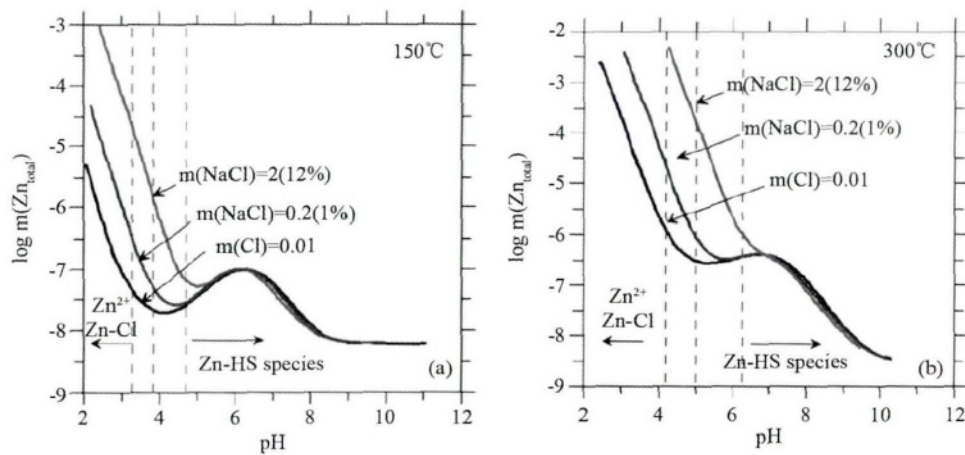 -3
-4
-5
-6
-7
-8
-9
log m(Zn_total)
150℃
m(NaCl)=2(12%)
m(NaCl)=0.2(1%)
m(Cl)=0.01
Zn²⁺
Zn-Cl
Zn-HS species
(a)
2 4 6 8 10 12
pH
-2
-3
-4
-5
-6
-7
-8
-9
log m(Zn_total)
300℃
m(NaCl)=2(12%)
m(NaCl)=0.2(1%)
m(Cl)=0.01
Zn²⁺
Zn-Cl
Zn-HS species
(b)
2 4 6 8 10 12
pH